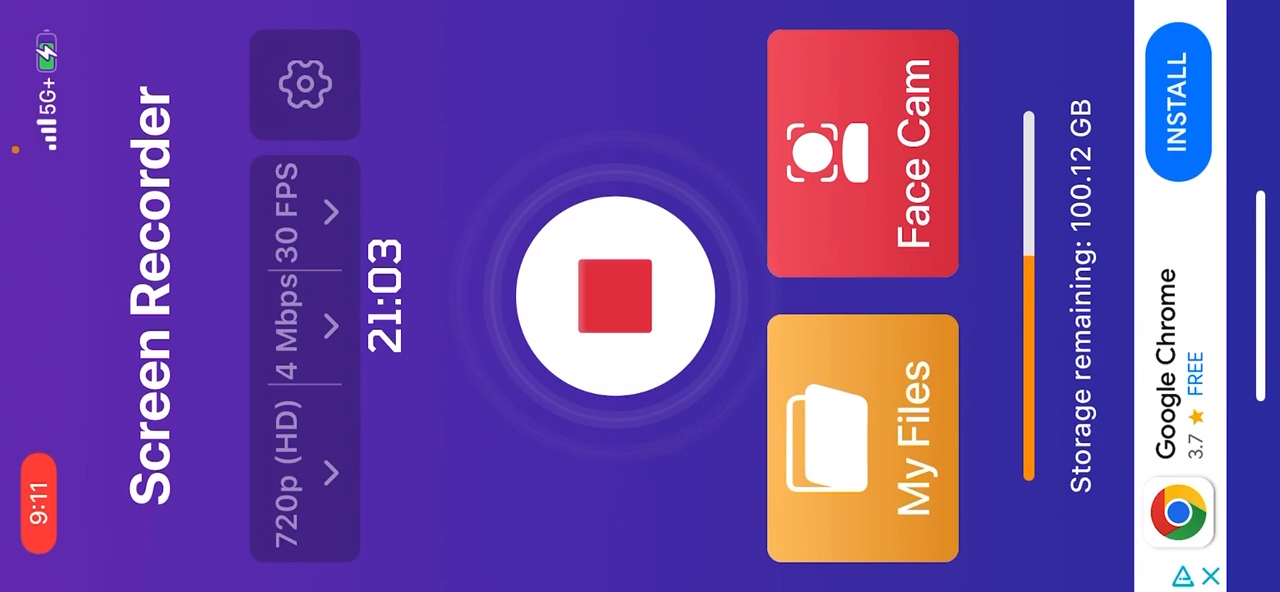 9:11
5G+
Screen Recorder
720p (HD)
4 Mbps
30 FPS
21:03
My Files
Face Cam
Storage remaining: 100.12 GB
Google Chrome
3.7 ★ FREE
INSTALL